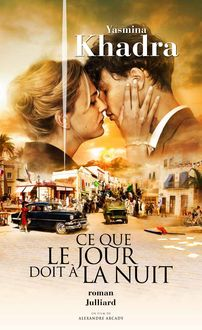 Yasmina
Khadra
CE QUE
LE JOUR
DOIT À LA NUIT
roman
Julliard
UN FILM DE
ALEXANDRE ARCADY